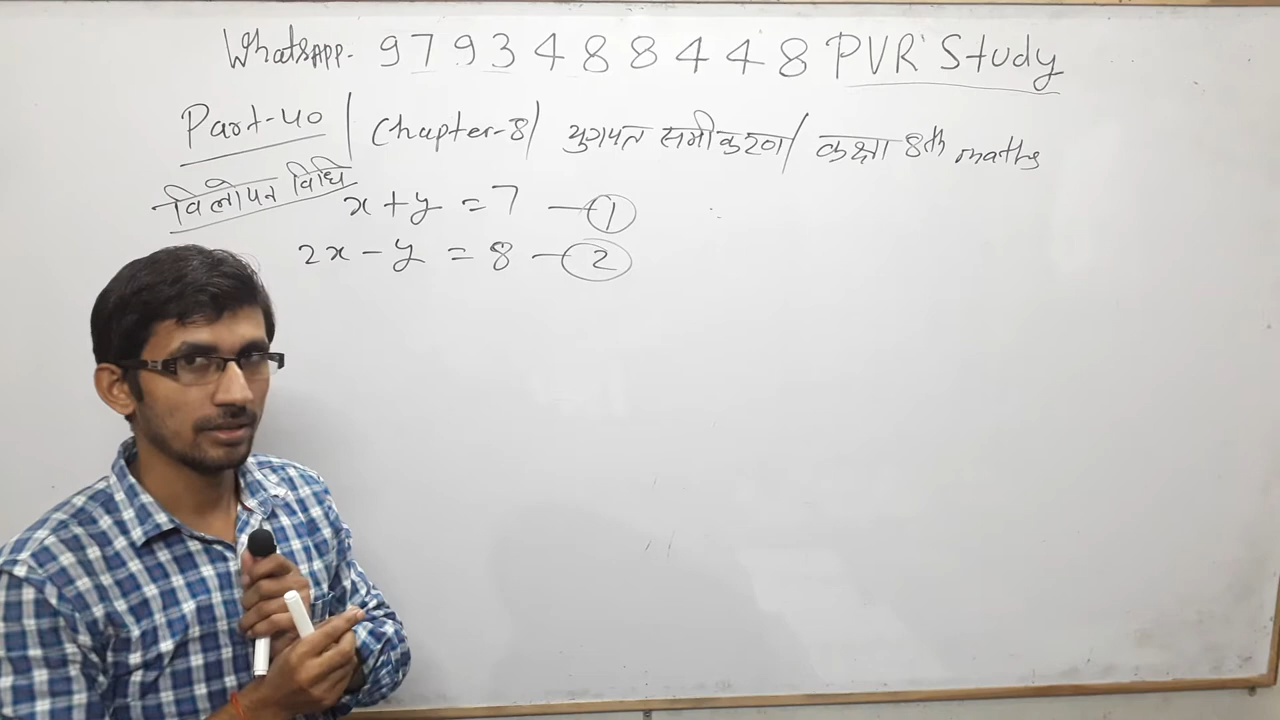 WhatsAPP. 9793488448 PVR Study
Part-40 | Chapter-8 | युगपत समीकरण | कक्षा 8th maths
विलोपन विधि
x + y = 7 — 1
2x - y = 8 — 2